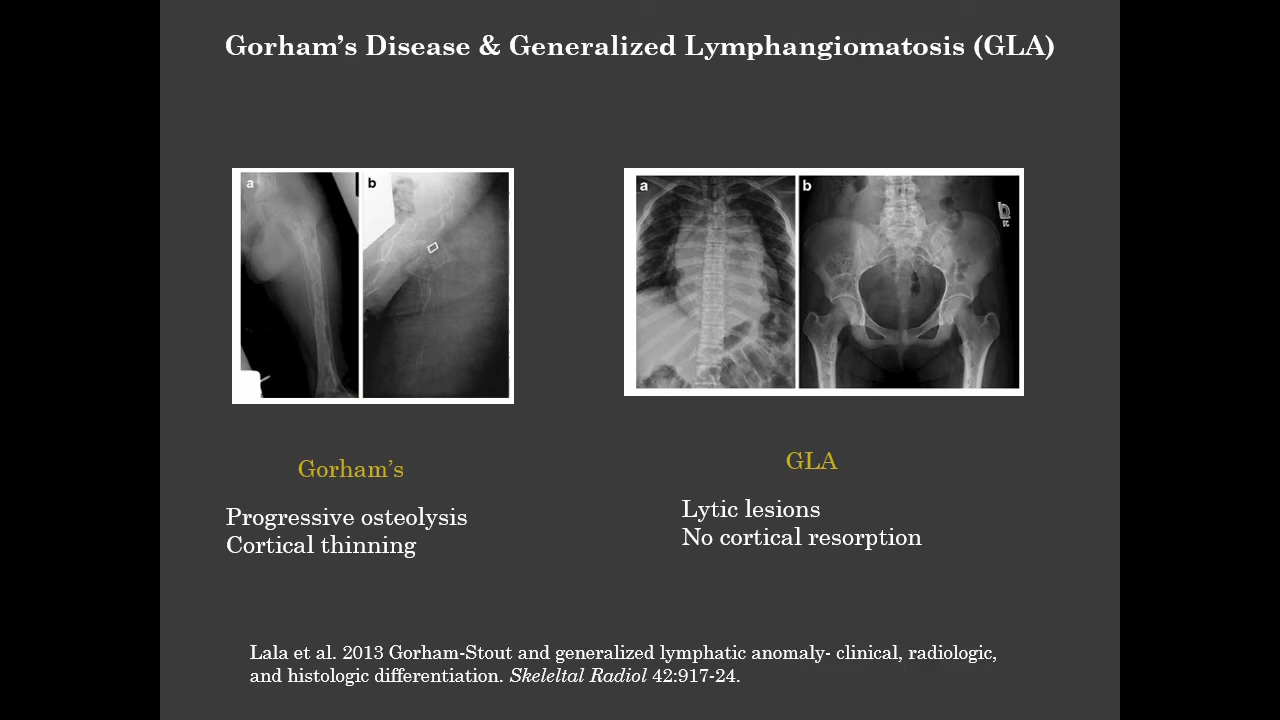 Gorham’s Disease & Generalized Lymphangiomatosis (GLA)
a
b
a
b
Gorham’s
Progressive osteolysis
Cortical thinning
GLA
Lytic lesions
No cortical resorption
Lala et al. 2013 Gorham-Stout and generalized lymphatic anomaly- clinical, radiologic,
and histologic differentiation. Skeleltal Radiol 42:917-24.